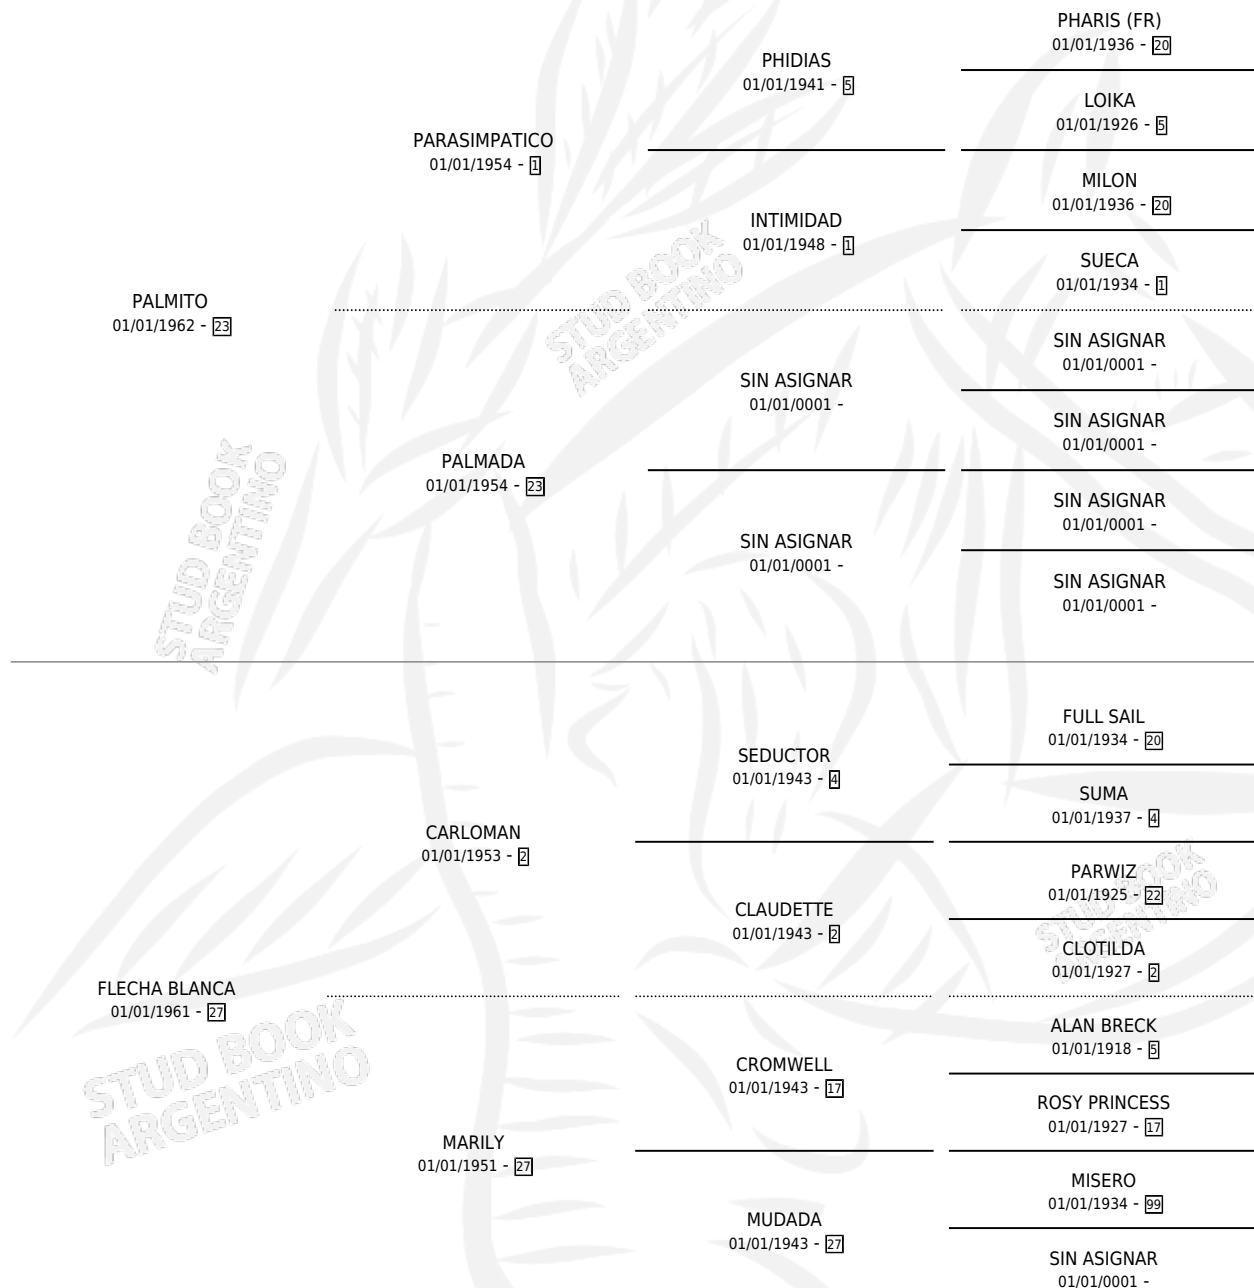 PHARIS (FR)
01/01/1936 - 20
PHIDIAS
01/01/1941 - 5
LOIKA
01/01/1926 - 5
PARASIMPATICO
01/01/1954 - 1
MILON
01/01/1936 - 20
INTIMIDAD
01/01/1948 - 1
SUECA
01/01/1934 - 1
PALMITO
01/01/1962 - 23
SIN ASIGNAR
01/01/0001 -
SIN ASIGNAR
01/01/0001 -
SIN ASIGNAR
01/01/0001 -
PALMADA
01/01/1954 - 23
SIN ASIGNAR
01/01/0001 -
SIN ASIGNAR
01/01/0001 -
SIN ASIGNAR
01/01/0001 -
FULL SAIL
01/01/1934 - 20
SEDUCTOR
01/01/1943 - 4
SUMA
01/01/1937 - 4
CARLOMAN
01/01/1953 - 2
PARWIZ
01/01/1925 - 22
CLAUDETTE
01/01/1943 - 2
CLOTILDA
01/01/1927 - 2
FLECHA BLANCA
01/01/1961 - 27
ALAN BRECK
01/01/1918 - 5
CROMWELL
01/01/1943 - 17
ROSY PRINCESS
01/01/1927 - 17
MARILY
01/01/1951 - 27
MISERO
01/01/1934 - 99
MUDADA
01/01/1943 - 27
SIN ASIGNAR
01/01/0001 -
STUD BOOK
ARGENTINO
STUD BOOK
ARGENTINO
STUD BOOK
ARGENTINO
STUD BOOK
ARGENTINO